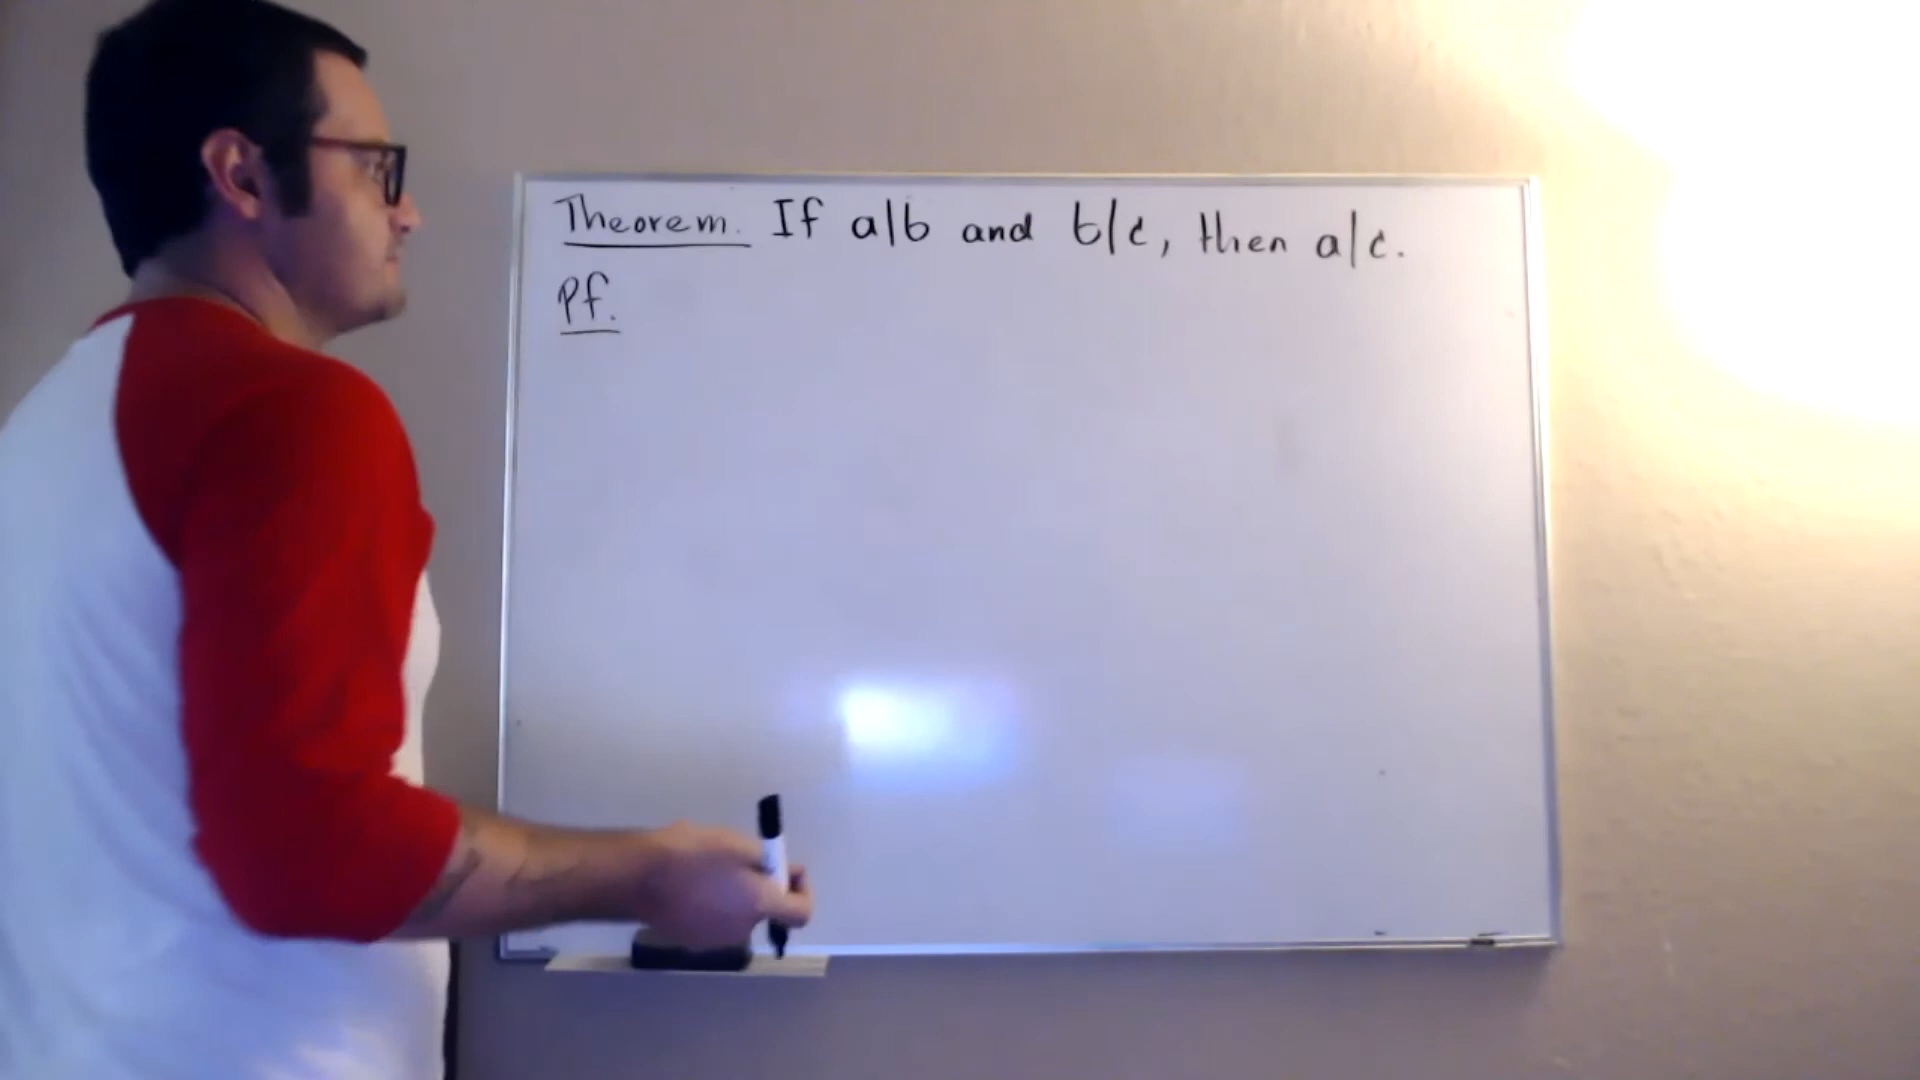 Theorem. If a|b and b|c, then a|c.
Pf.